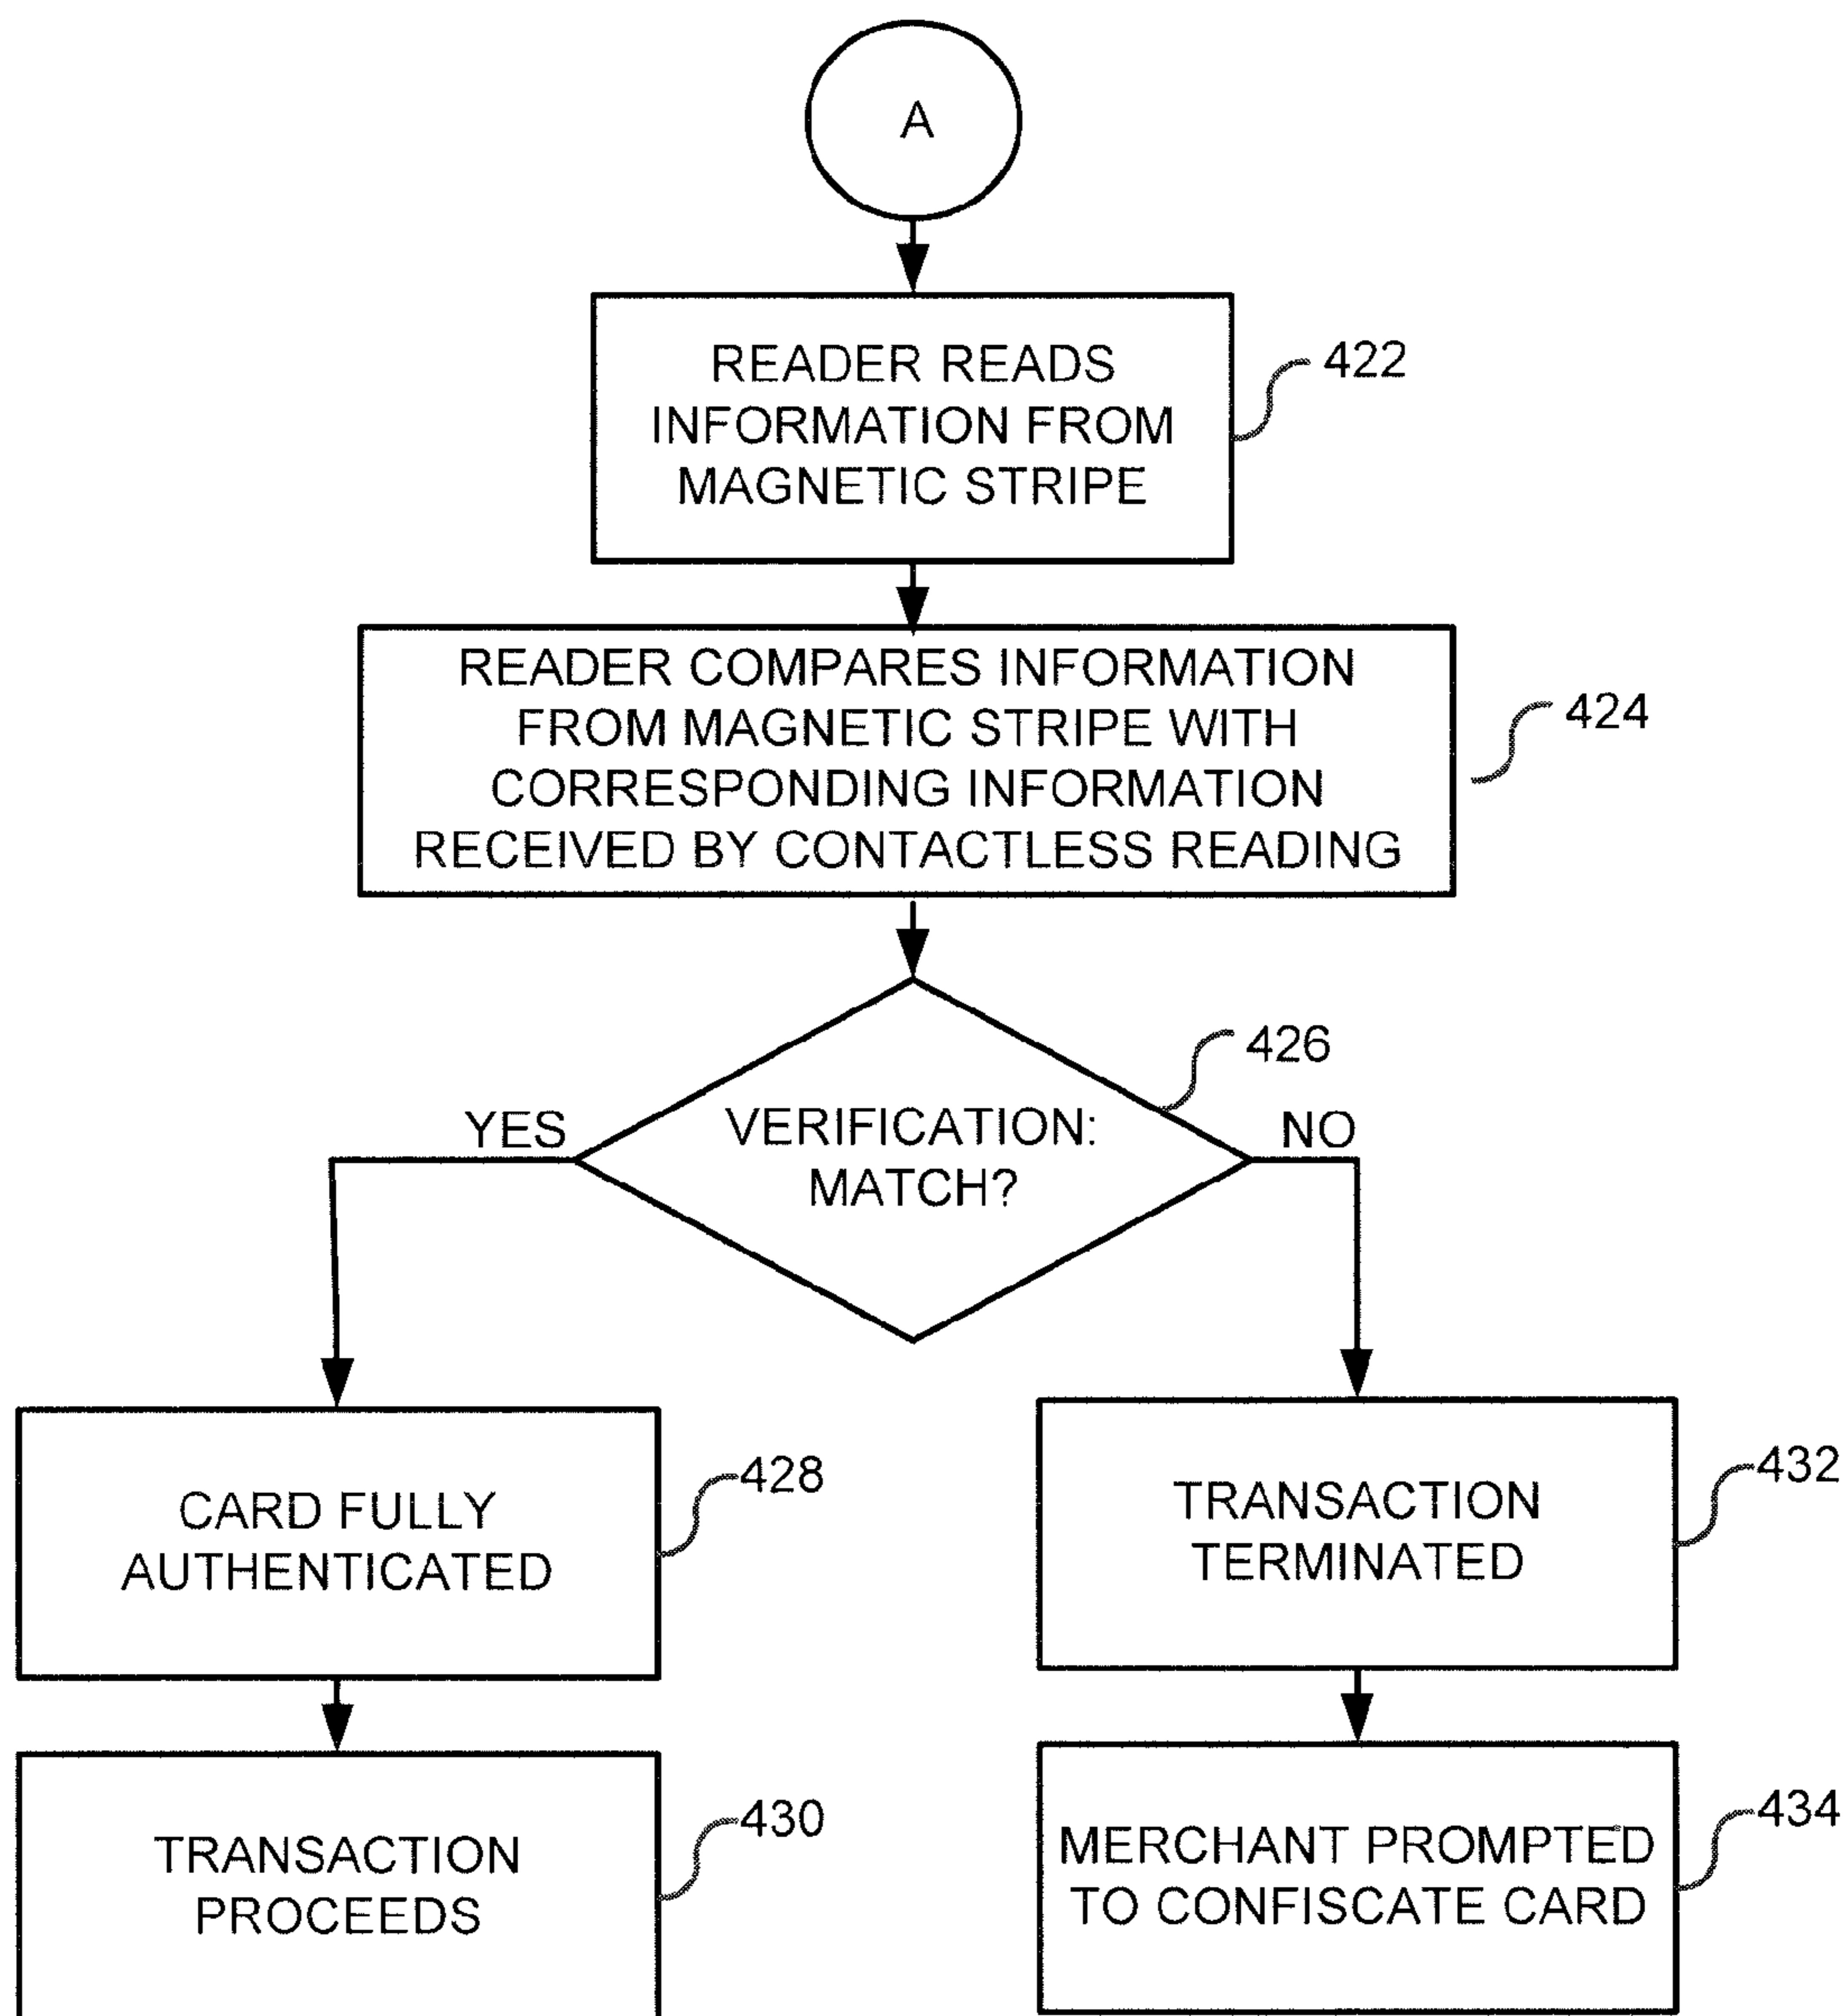 A
READER READS
INFORMATION FROM
MAGNETIC STRIPE
422
READER COMPARES INFORMATION
FROM MAGNETIC STRIPE WITH
CORRESPONDING INFORMATION
RECEIVED BY CONTACTLESS READING
424
426
YES
VERIFICATION:
MATCH?
NO
CARD FULLY
AUTHENTICATED
428
TRANSACTION
TERMINATED
432
TRANSACTION
PROCEEDS
430
MERCHANT PROMPTED
TO CONFISCATE CARD
434